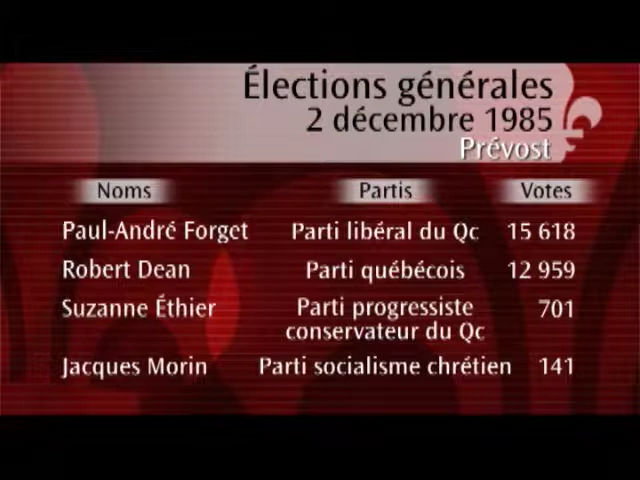 Élections générales
2 décembre 1985
Prévost
Noms Partis Votes
Paul-André Forget Parti libéral du Qc 15 618
Robert Dean Parti québécois 12 959
Suzanne Éthier Parti progressiste conservateur du Qc 701
Jacques Morin Parti socialisme chrétien 141